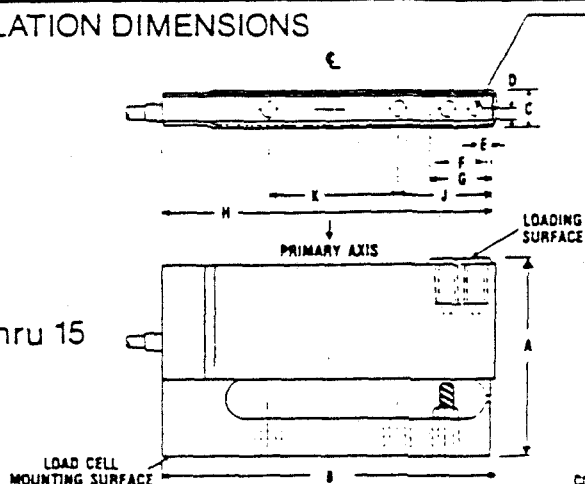 LATION DIMENSIONS
℄
D
C
E
F
G
K
J
H
PRIMARY AXIS
LOADING
SURFACE
hru 15
A
LOAD CELL
MOUNTING SURFACE
B